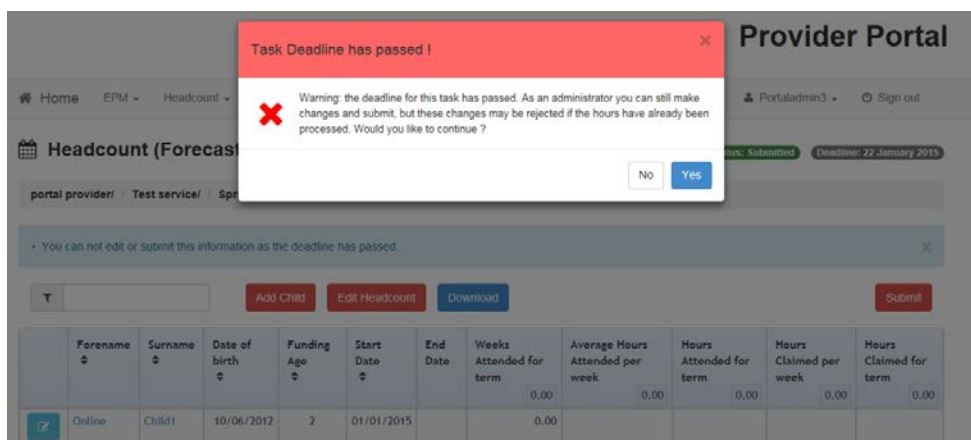 Provider Portal
Task Deadline has passed !
Warning: the deadline for this task has passed. As an administrator you can still make
changes and submit, but these changes may be rejected if the hours have already been
processed. Would you like to continue ?
No Yes
Home EPM Headcount Portaladmin3 Sign out
Headcount (Forecast
Submitted Deadline: 22 January 2015
portal provider/ / Test service/ / Spr
• You can not edit or submit this information as the deadline has passed. X
Add Child Edit Headcount Download Submit
Forename Surname Date of birth Funding Age Start Date End Date Weeks Attended for term 0.00 Average Hours Attended per week 0.00 Hours Attended for term 0.00 Hours Claimed per week 0.00 Hours Claimed for term 0.00
Online Child1 10/06/2012 2 01/01/2015 0.00